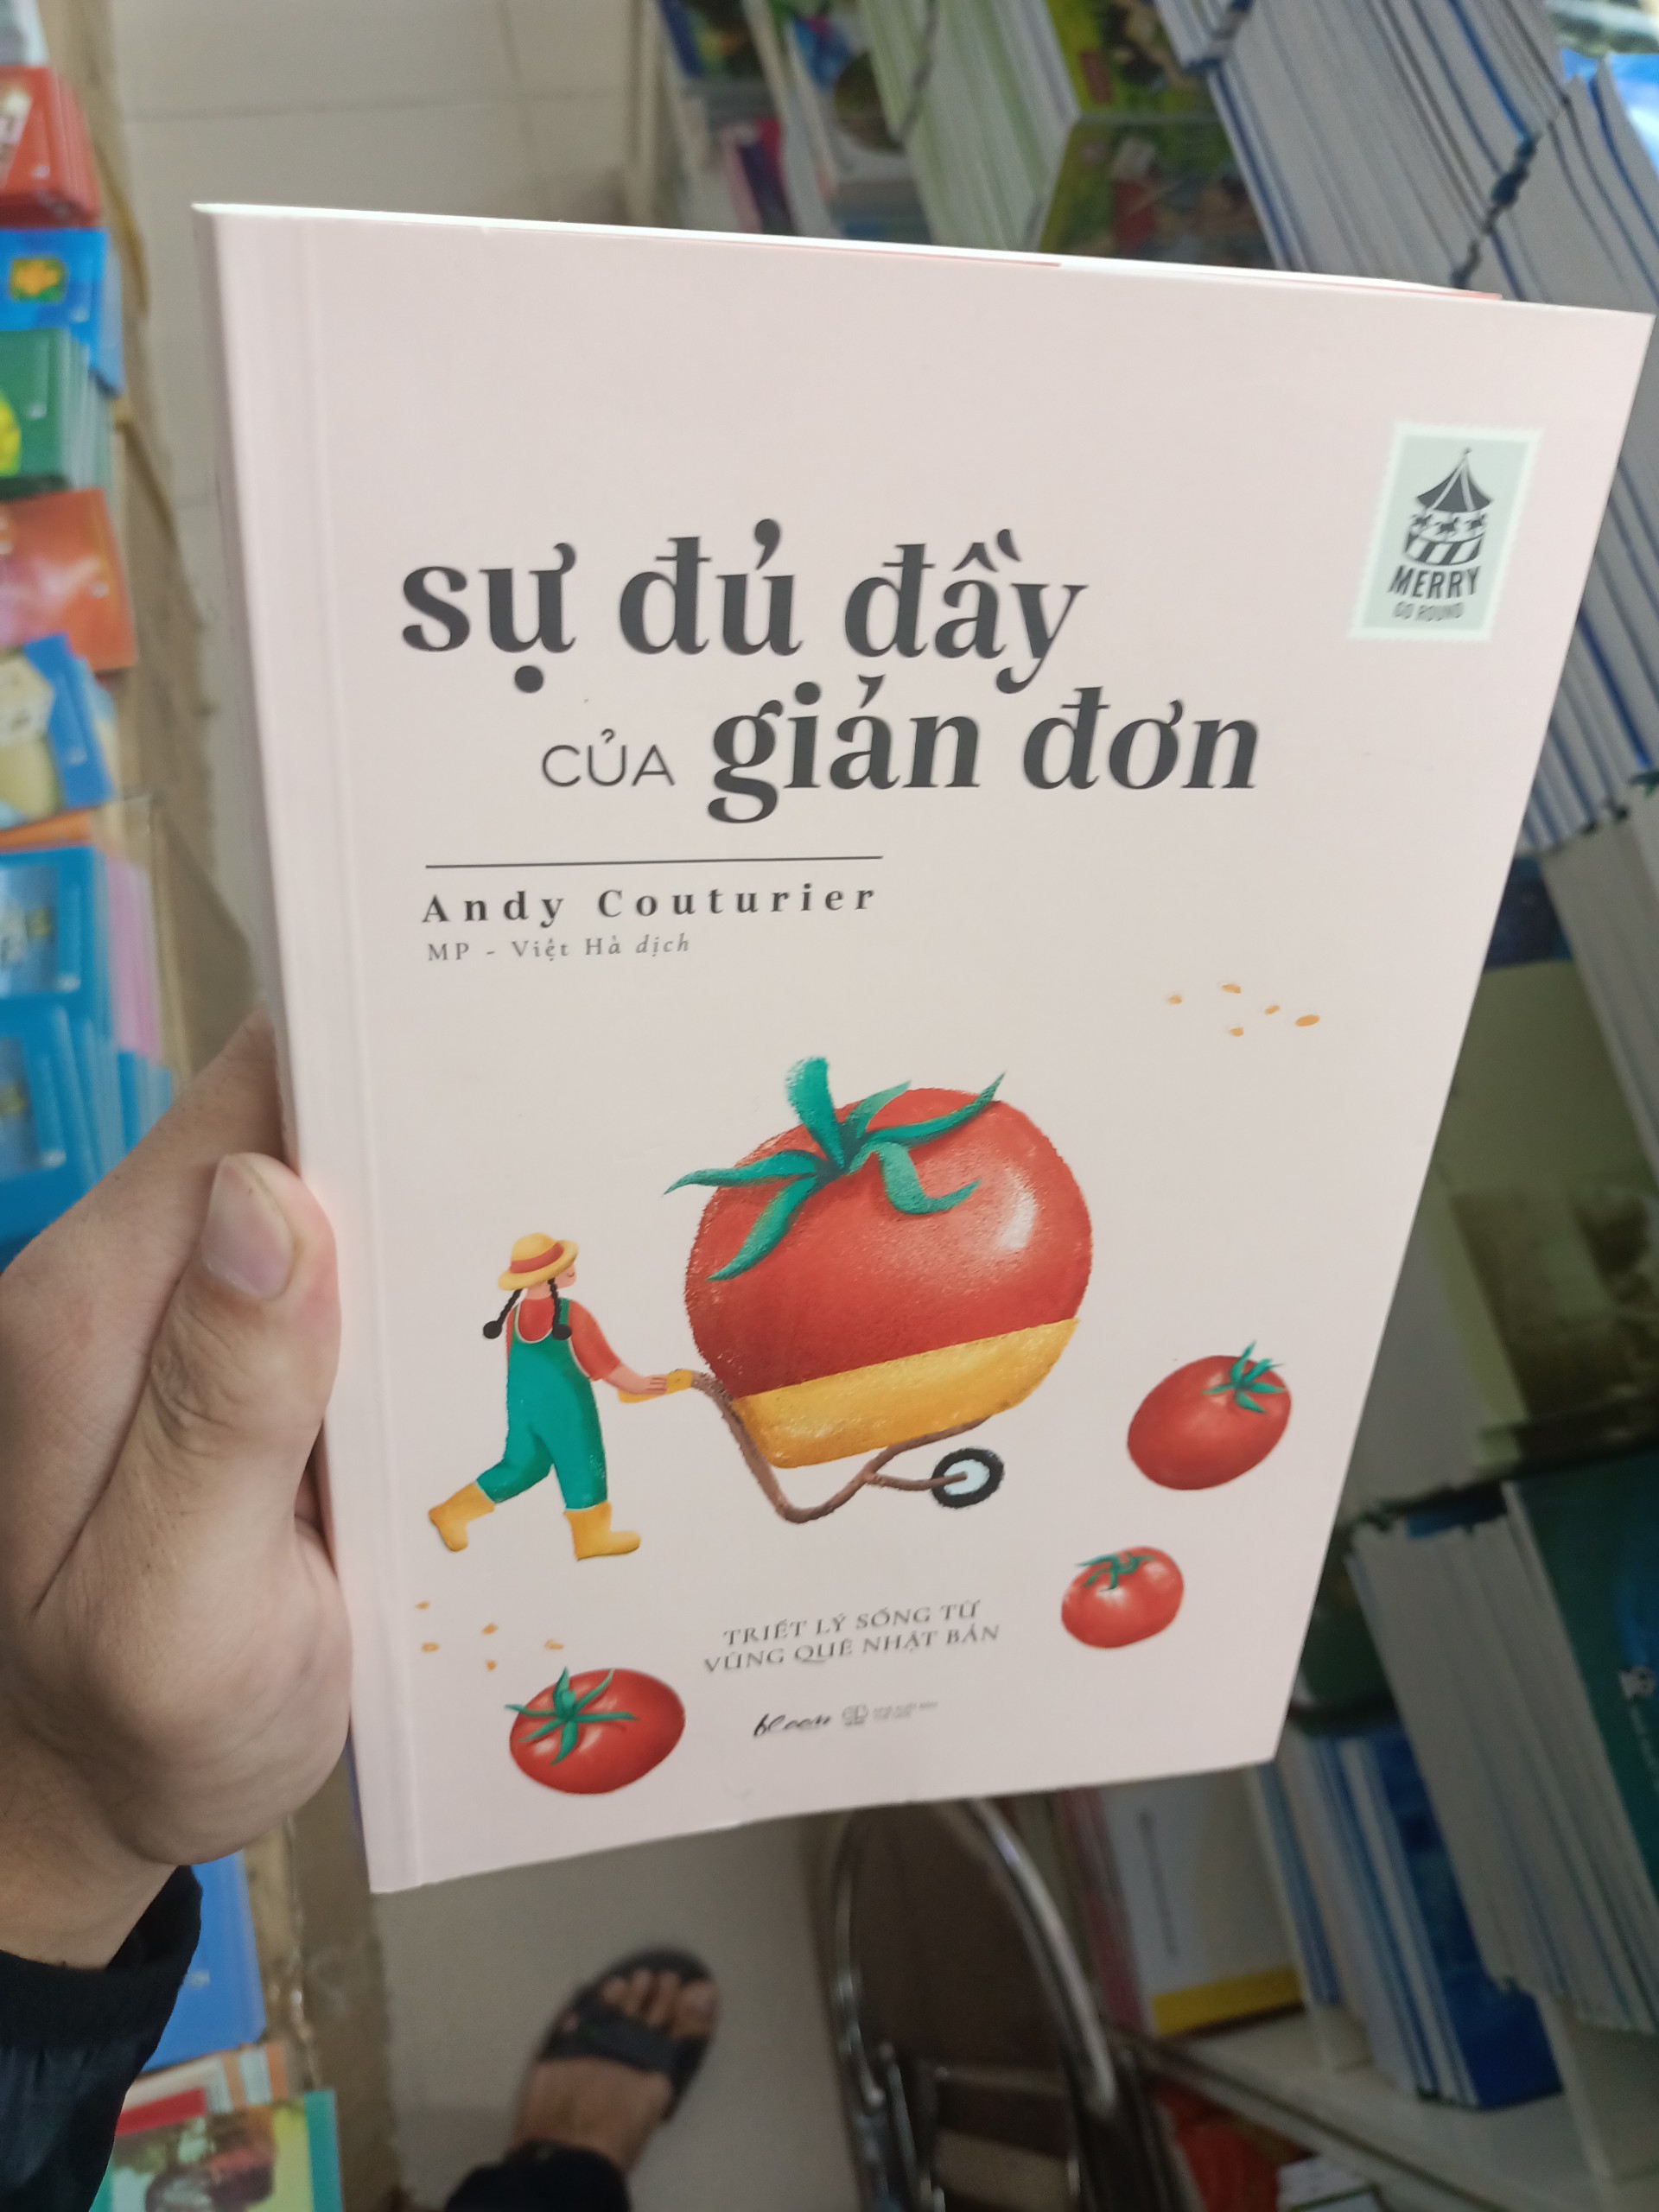 sự đủ đầy
CỦA giản đơn
MERRY
GO ROUND
Andy Couturier
MP - Việt Hà dịch
TRIẾT LÝ SỐNG TỪ
VÙNG QUÊ NHẬT BẢN
bloom